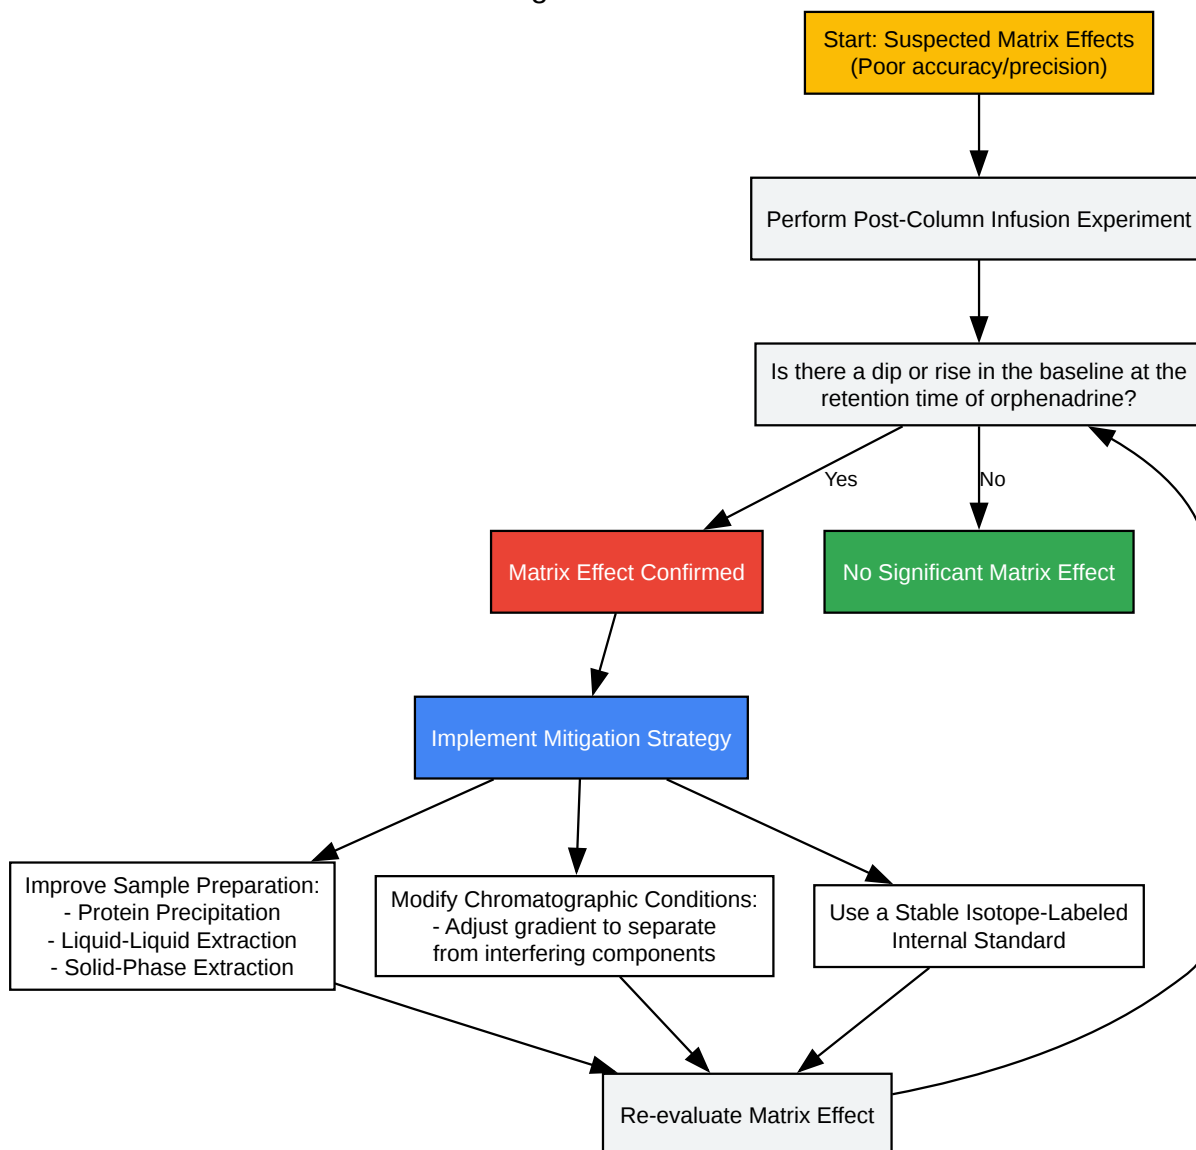 Start: Suspected Matrix Effects
(Poor accuracy/precision)
Perform Post-Column Infusion Experiment
Is there a dip or rise in the baseline at the
retention time of orphenadrine?
Yes
No
Matrix Effect Confirmed
No Significant Matrix Effect
Implement Mitigation Strategy
Improve Sample Preparation:
- Protein Precipitation
- Liquid-Liquid Extraction
- Solid-Phase Extraction
Modify Chromatographic Conditions:
- Adjust gradient to separate
from interfering components
Use a Stable Isotope-Labeled
Internal Standard
Re-evaluate Matrix Effect